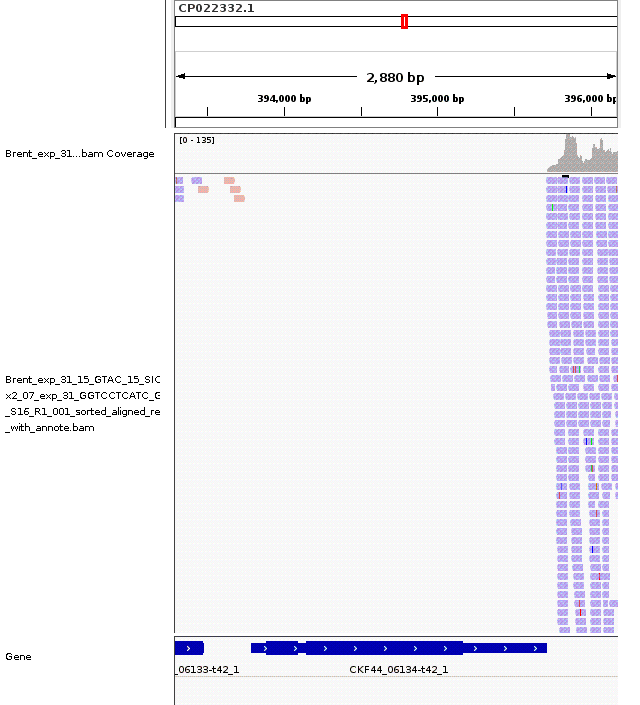 CP022332.1
2,880 bp
394,000 bp 395,000 bp 396,000 bp
[0 - 135]
Brent_exp_31...bam Coverage
Brent_exp_31_15_GTAC_15_SIC
x2_07_exp_31_GGTCCTCATC_G
_S16_R1_001_sorted_aligned_re
_with_annote.bam
Gene
_06133-t42_1 CKF44_06134-t42_1